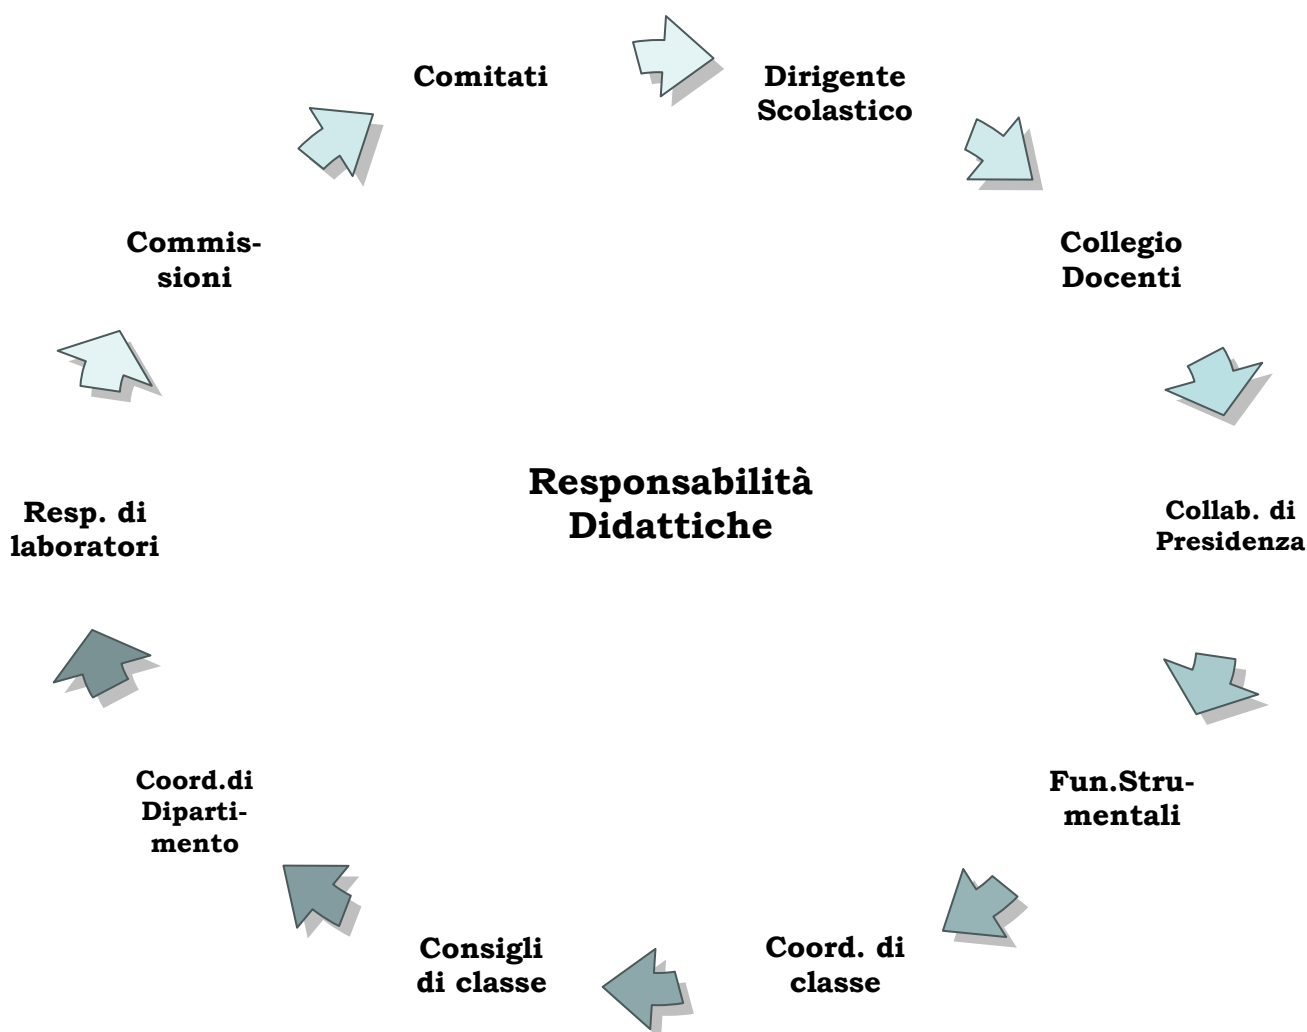 Comitati
Dirigente
Scolastico
Collegio
Docenti
Collab. di
Presidenza
Fun.Stru-
mentali
Coord. di
classe
Consigli
di classe
Coord.di
Diparti-
mento
Resp. di
laboratori
Commis-
sioni
Responsabilità
Didattiche